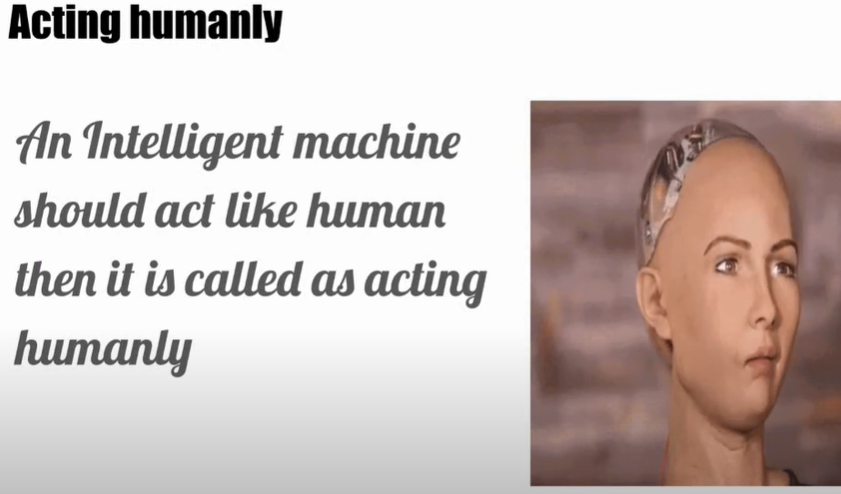 Acting humanly
An Intelligent machine
should act like human
then it is called as acting
humanly